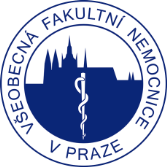 VŠEOBECNÁ FAKULTNÍ NEMOCNICE
V PRAZE